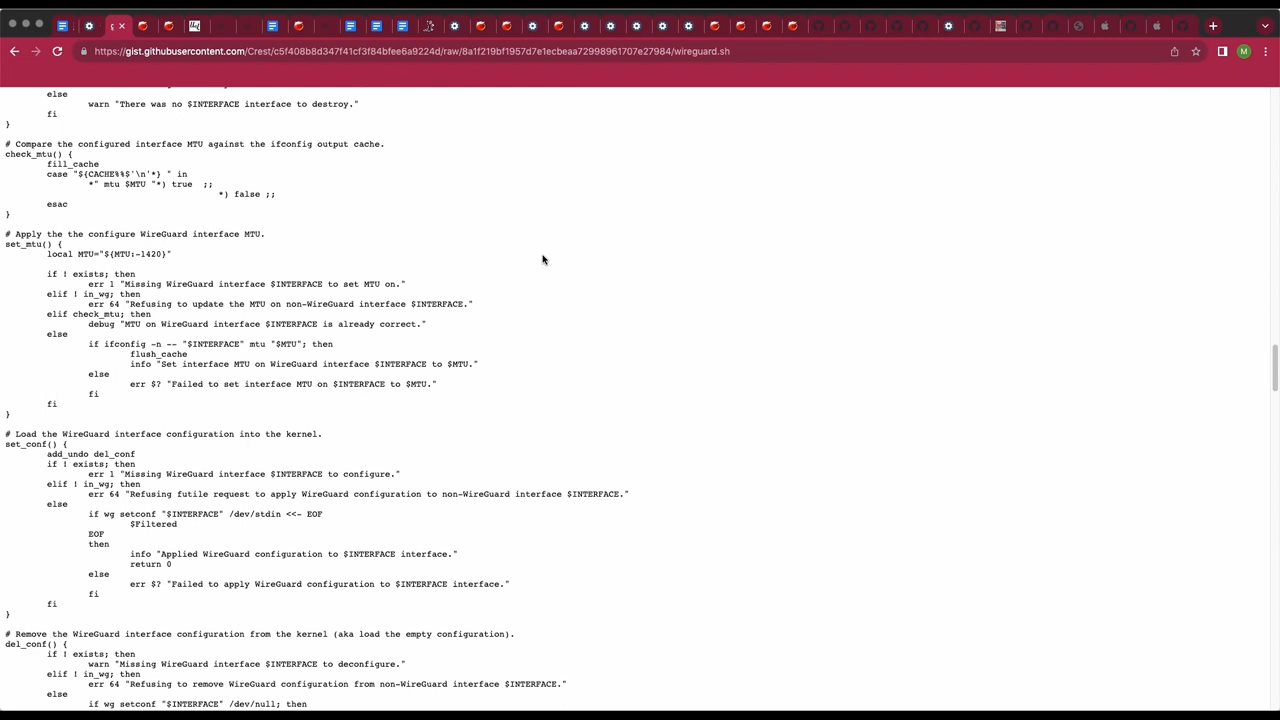 https://gist.githubusercontent.com/Crest/c5f408b8d347f41cf3f84bfee6a9224d/raw/8a1f219bf1957d7e1ecbeaa72998961707e27984/wireguard.sh
M
else
warn "There was no $INTERFACE interface to destroy."
fi
}
# Compare the configured interface MTU against the ifconfig output cache.
check_mtu() {
fill_cache
case "${CACHE%%$'\n'*} " in
*" mtu $MTU "*) true ;;
*) false ;;
esac
}
# Apply the the configure WireGuard interface MTU.
set_mtu() {
local MTU="${MTU:-1420}"
if ! exists; then
err 1 "Missing WireGuard interface $INTERFACE to set MTU on."
elif ! in_wg; then
err 64 "Refusing to update the MTU on non-WireGuard interface $INTERFACE."
elif check_mtu; then
debug "MTU on WireGuard interface $INTERFACE is already correct."
else
if ifconfig -n -- "$INTERFACE" mtu "$MTU"; then
flush_cache
info "Set interface MTU on WireGuard interface $INTERFACE to $MTU."
else
err $? "Failed to set interface MTU on $INTERFACE to $MTU."
fi
fi
}
# Load the WireGuard interface configuration into the kernel.
set_conf() {
add_undo del_conf
if ! exists; then
err 1 "Missing WireGuard interface $INTERFACE to configure."
elif ! in_wg; then
err 64 "Refusing futile request to apply WireGuard configuration to non-WireGuard interface $INTERFACE."
else
if wg setconf "$INTERFACE" /dev/stdin <<- EOF
$Filtered
EOF
then
info "Applied WireGuard configuration to $INTERFACE interface."
return 0
else
err $? "Failed to apply WireGuard configuration to $INTERFACE interface."
fi
fi
}
# Remove the WireGuard interface configuration from the kernel (aka load the empty configuration).
del_conf() {
if ! exists; then
warn "Missing WireGuard interface $INTERFACE to deconfigure."
elif ! in_wg; then
err 64 "Refusing to remove WireGuard configuration from non-WireGuard interface $INTERFACE."
else
if wg setconf "$INTERFACE" /dev/null; then